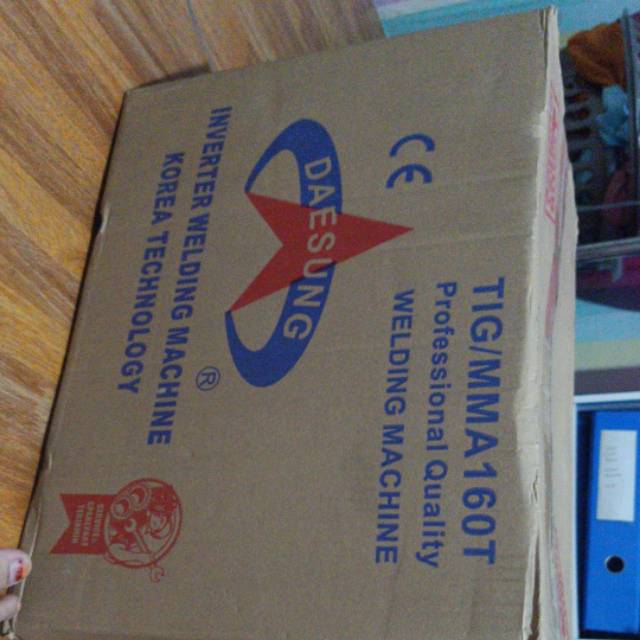 TIG/MMA160T
Professional Quality
WELDING MACHINE
CE
DAESUNG
®
INVERTER WELDING MACHINE
KOREA TECHNOLOGY